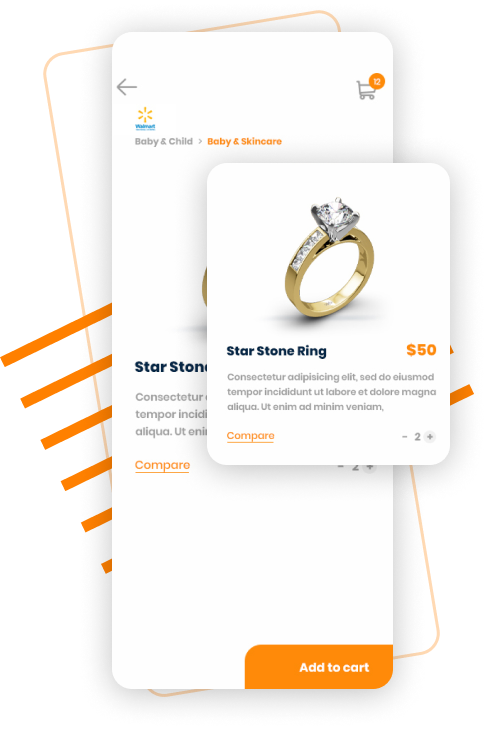 12
Walmart
Baby & Child > Baby & Skincare
Star Stone Ring $50
Consectetur adipisicing elit, sed do eiusmod
tempor incididunt ut labore et dolore magna
aliqua. Ut enim ad minim veniam,
Compare - 2 +
Star Stone
Consectetur a
tempor incidi
aliqua. Ut eni
Compare - 2 +
Add to cart